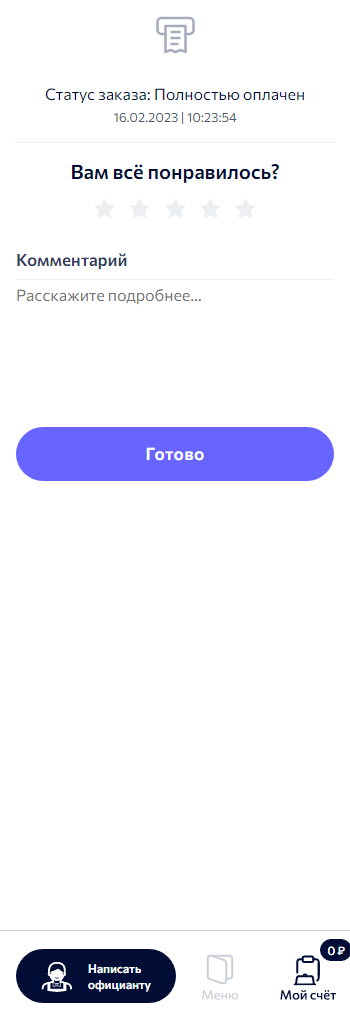 Статус заказа: Полностью оплачен
16.02.2023 | 10:23:54
Вам всё понравилось?
Комментарий
Расскажите подробнее...
Готово
Написать
официанту
Меню
0 ₽
Мой счёт